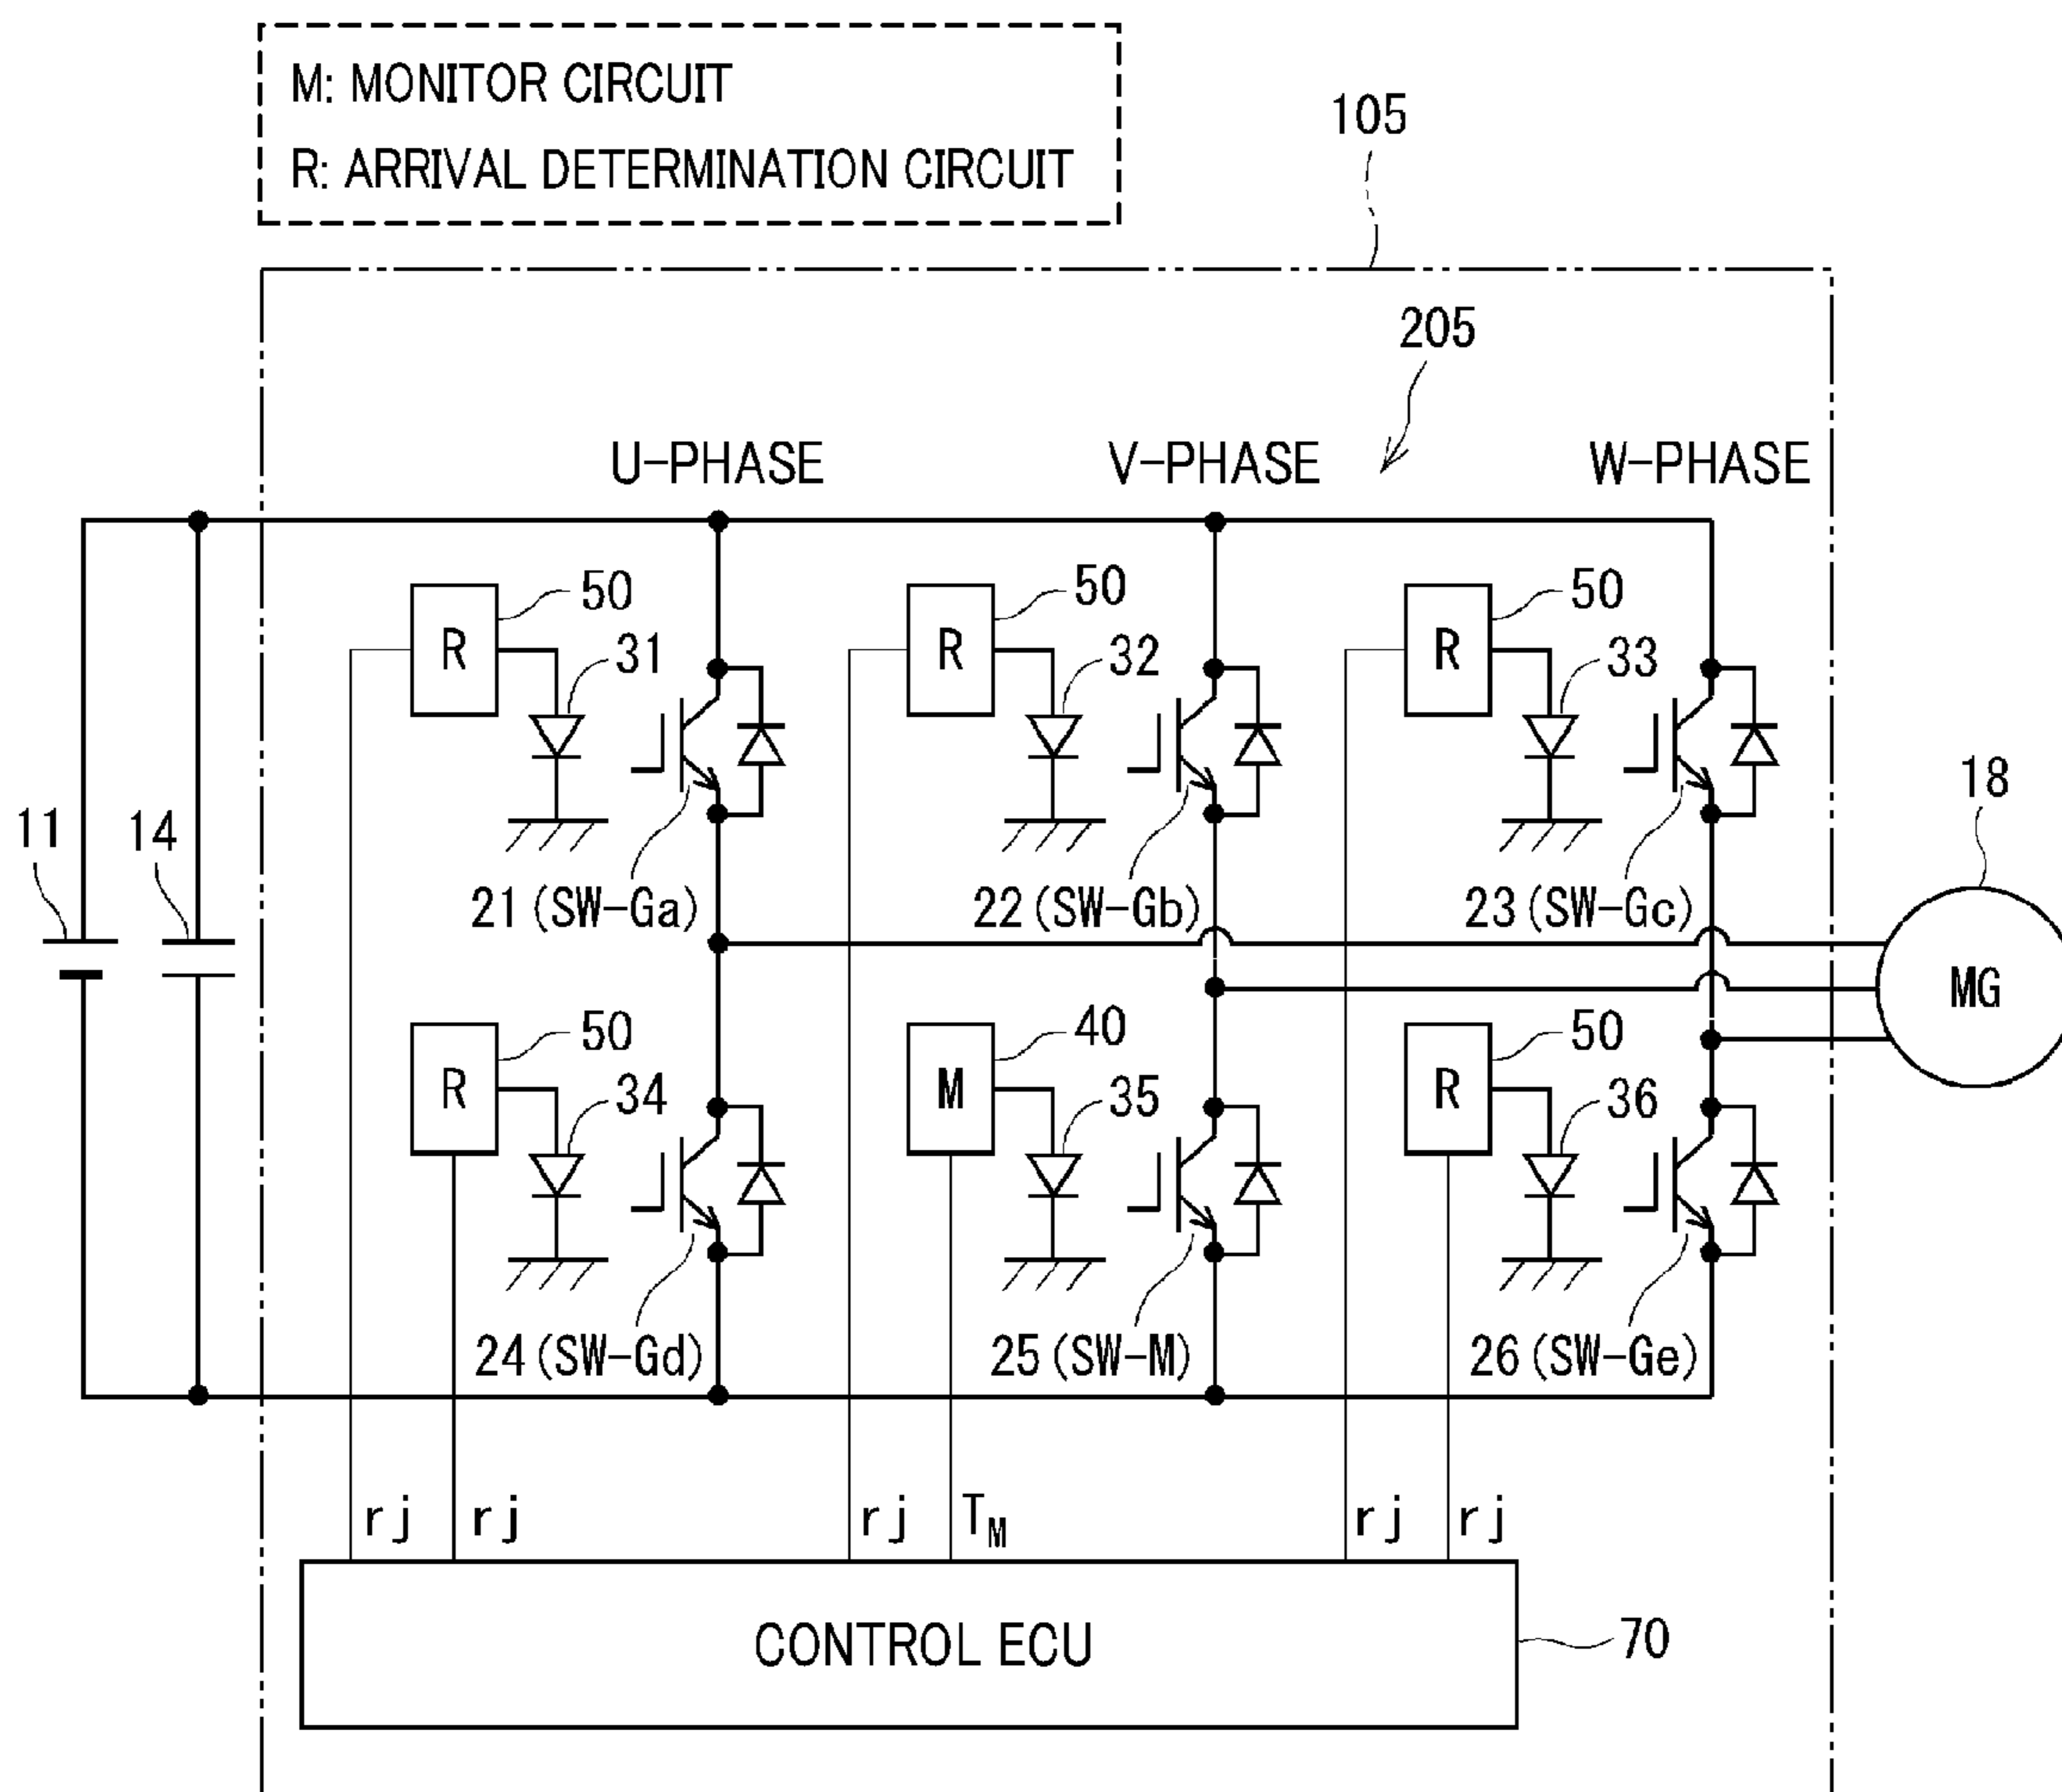 M: MONITOR CIRCUIT
R: ARRIVAL DETERMINATION CIRCUIT
105
205
U-PHASE V-PHASE W-PHASE
50 50 50
R R R
31 32 33
18
11 14
21(SW-Ga) 22(SW-Gb) 23(SW-Gc)
MG
50 40 50
R M R
34 35 36
24(SW-Gd) 25(SW-M) 26(SW-Ge)
rj rj rj TM rj rj
CONTROL ECU
70